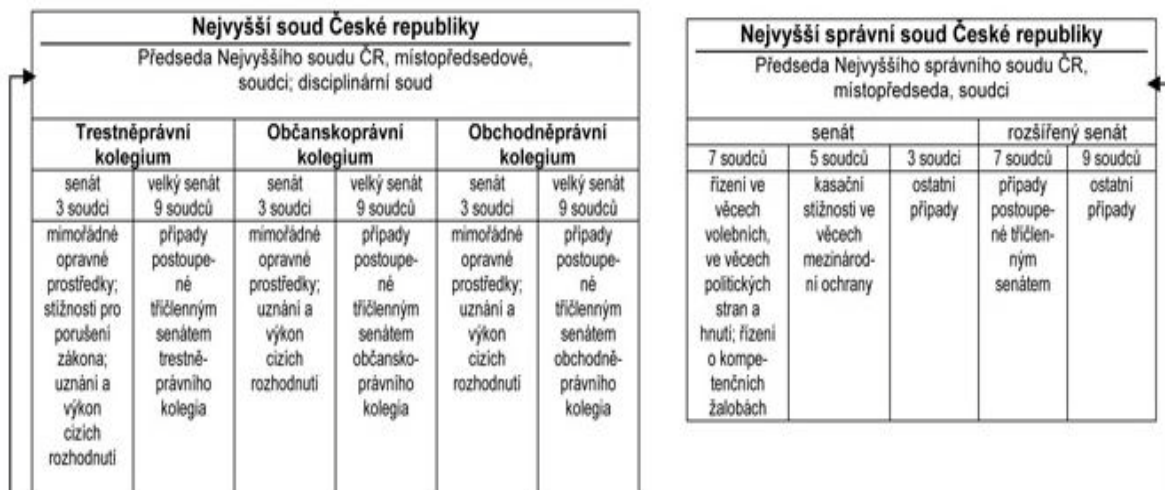 Nejvyšší soud České republiky
Předseda Nejvyššího soudu ČR, místopředsedové,
soudci; disciplinární soud
Trestněprávní
kolegium
Občanskoprávní
kolegium
Obchodněprávní
kolegium
senát
3 soudci
velký senát
9 soudců
senát
3 soudci
velký senát
9 soudců
senát
3 soudci
velký senát
9 soudců
mimořádné
opravné
prostředky;
stížnosti pro
porušení
zákona;
uznání a
výkon
cizích
rozhodnutí
případy
postoupe-
né
tříčlenným
senátem
trestně-
právního
kolegia
mimořádné
opravné
prostředky;
uznání a
výkon
cizích
rozhodnutí
případy
postoupe-
né
tříčlenným
senátem
občansko-
právního
kolegia
mimořádné
opravné
prostředky;
uznání a
výkon
cizích
rozhodnutí
případy
postoupe-
né
tříčlenným
senátem
obchodně-
právního
kolegia
Nejvyšší správní soud České republiky
Předseda Nejvyššího správního soudu ČR,
místopředseda, soudci
senát
rozšířený senát
7 soudců
5 soudců
3 soudci
7 soudců
9 soudců
řízení ve
věcech
volebních,
ve věcech
politických
stran a
hnutí; řízení
o kompe-
tenčních
žalobách
kasační
stížnosti ve
věcech
mezinárod-
ní ochrany
ostatní
případy
případy
postoupe-
né tříčlen-
ným
senátem
ostatní
případy